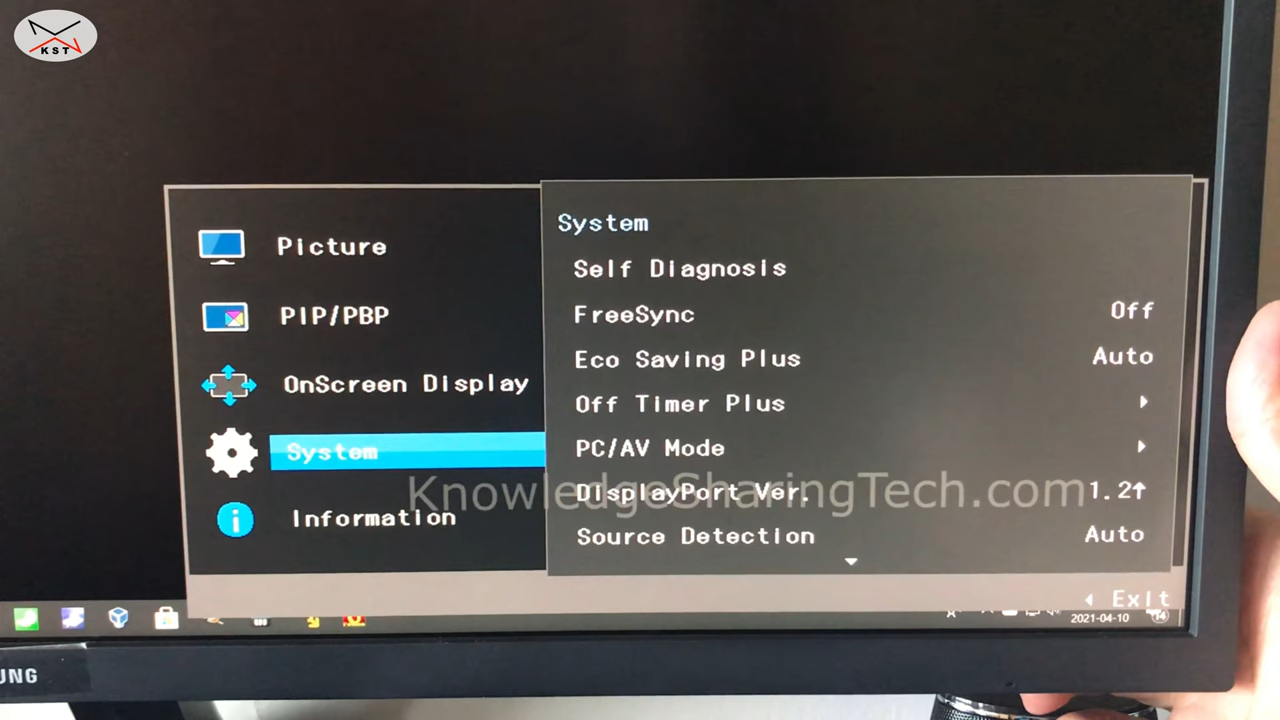 KST
Picture
PIP/PBP
OnScreen Display
System
Information
System
Self Diagnosis
FreeSync Off
Eco Saving Plus Auto
Off Timer Plus
PC/AV Mode
DisplayPort Ver. 1.2↑
Source Detection Auto
KnowledgeSharingTech.com
Exit
2021-04-10
14
UNG